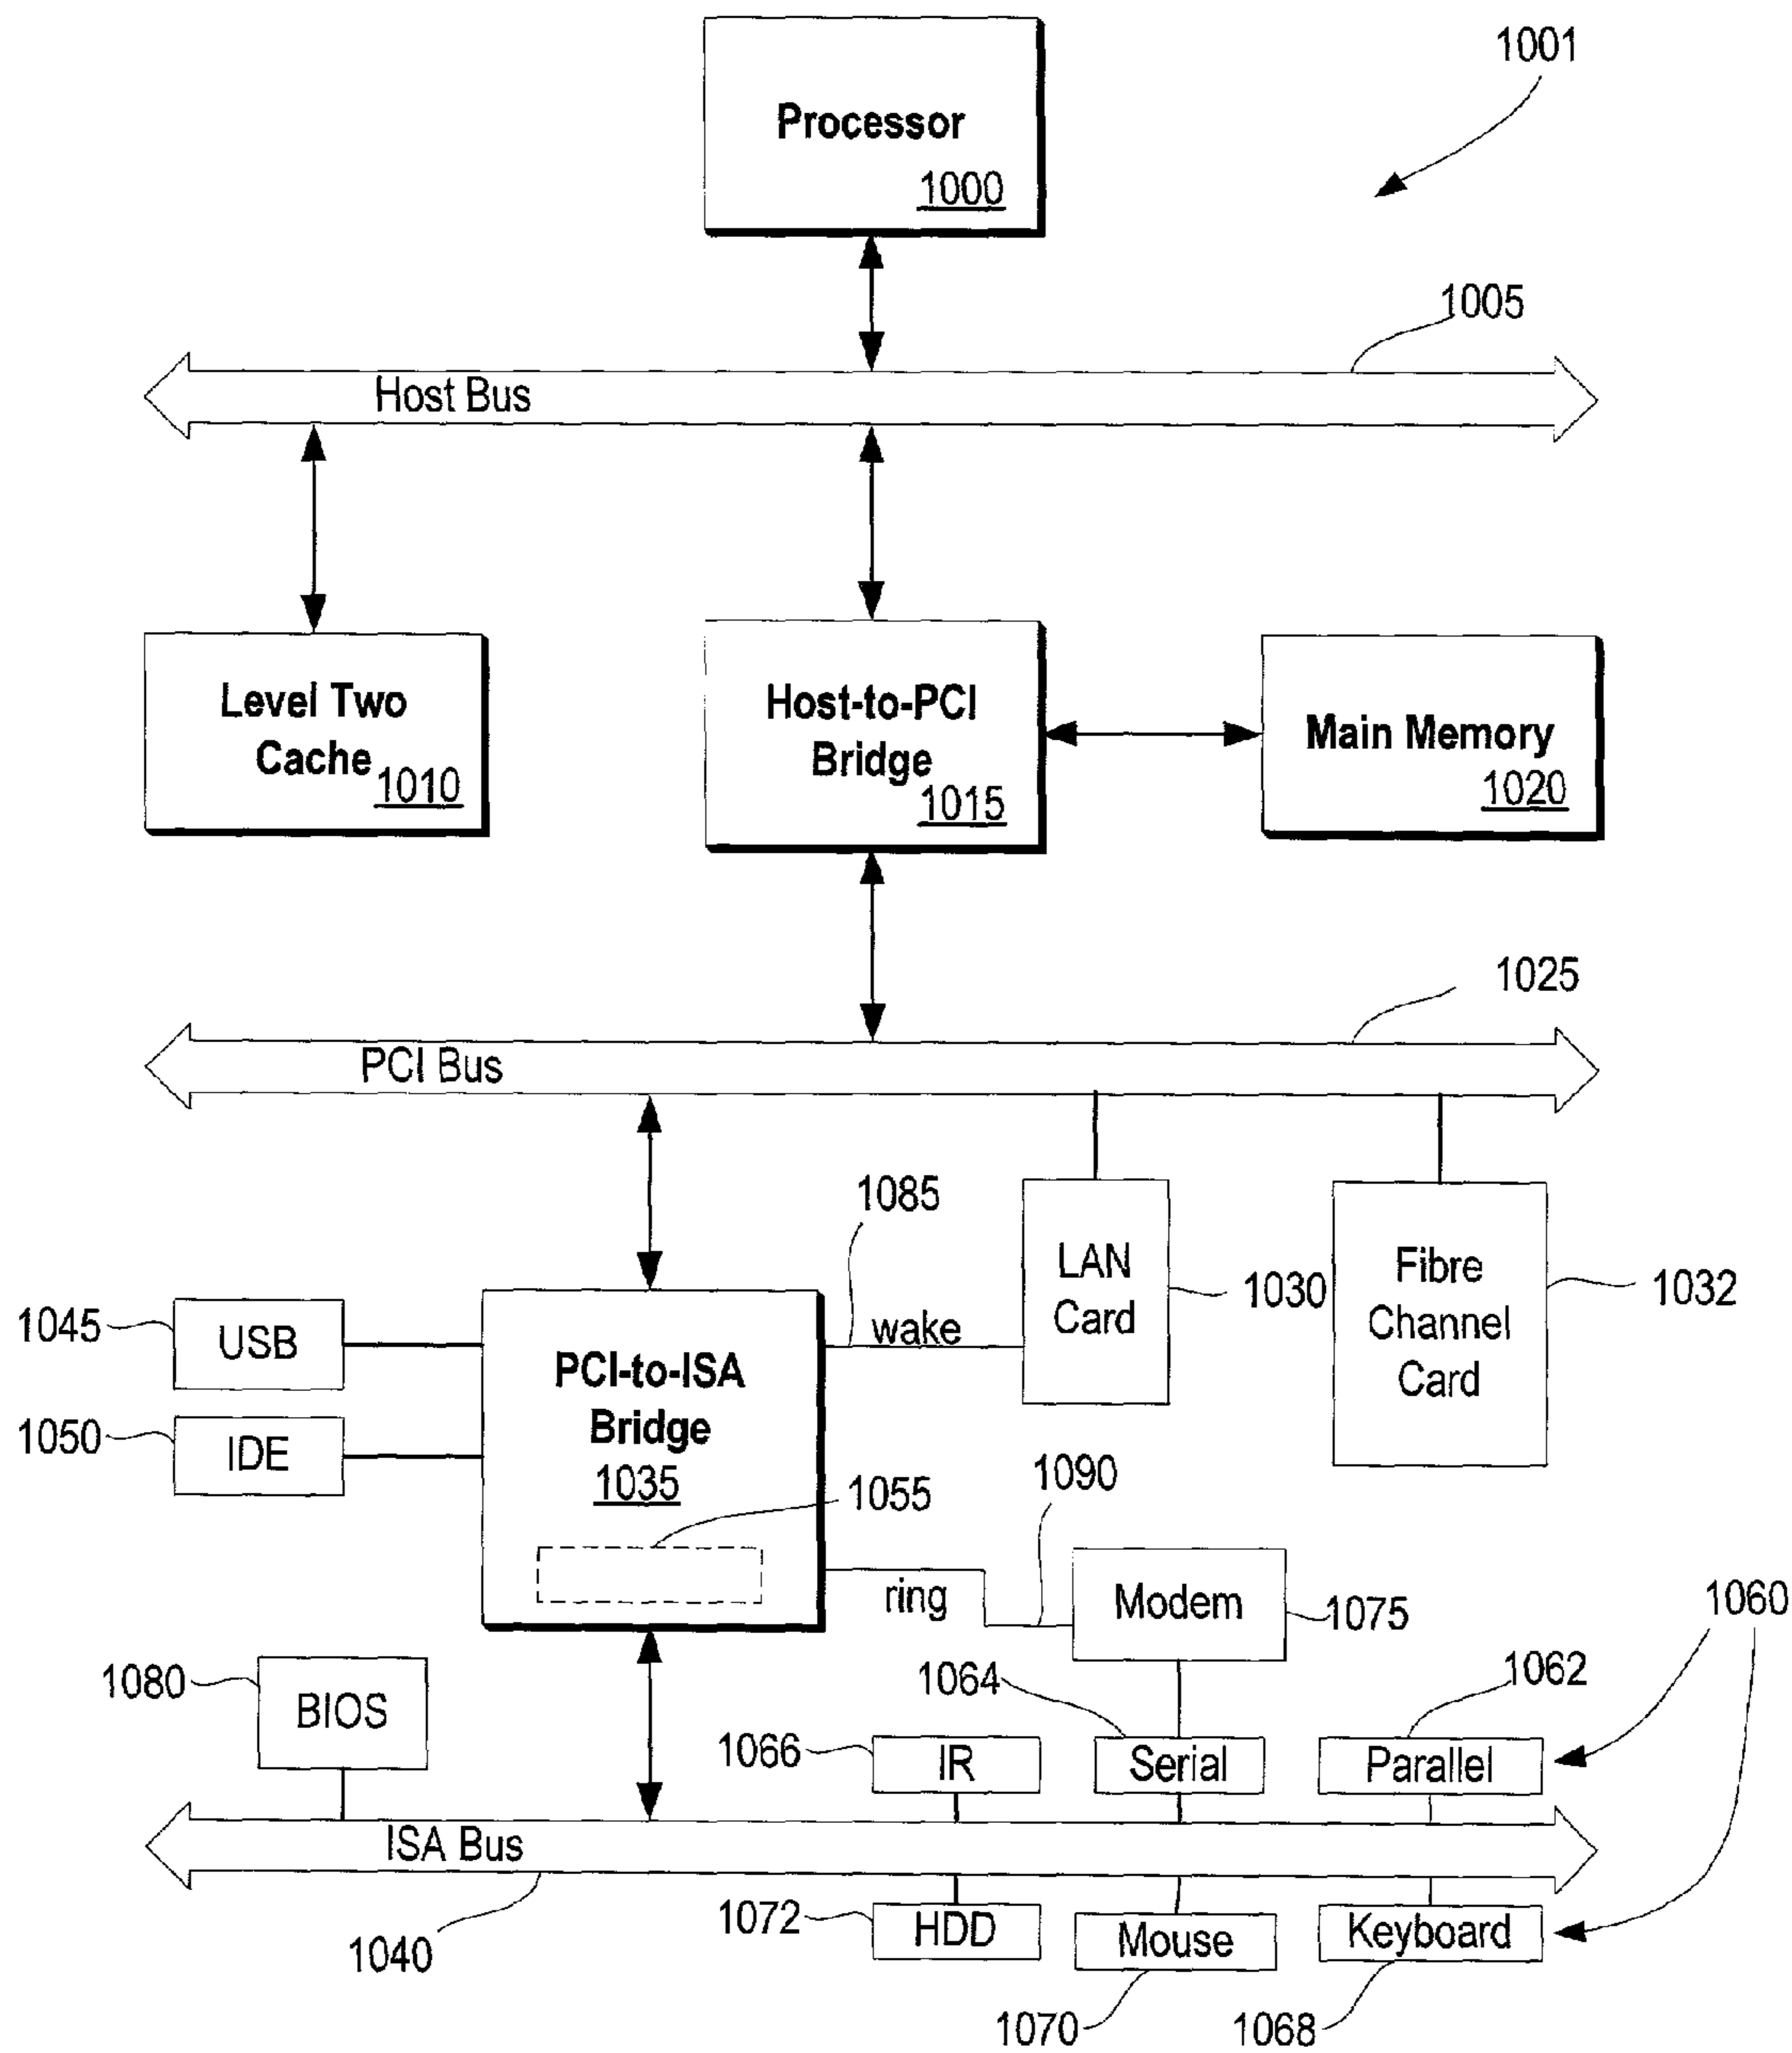 1001
Processor
1000
1005
Host Bus
Level Two
Cache
1010
Host-to-PCI
Bridge
1015
Main Memory
1020
1025
PCI Bus
1085
LAN
Card
1030
Fibre
Channel
Card
1032
1045
USB
wake
PCI-to-ISA
Bridge
1035
1050
IDE
1055
1090
ring
Modem
1075
1060
1080
BIOS
1064
1062
1066
IR
Serial
Parallel
ISA Bus
1040
1072
HDD
Mouse
Keyboard
1070
1068